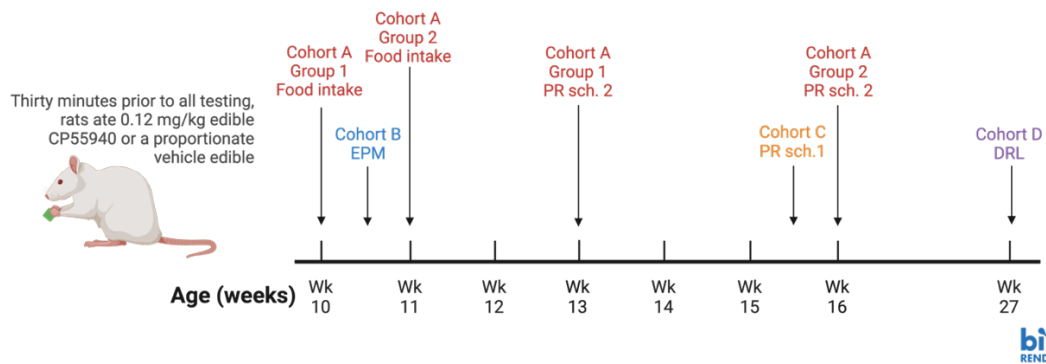 Cohort A
Group 1
Food intake
Cohort A
Group 2
Food intake
Cohort A
Group 1
PR sch. 2
Cohort A
Group 2
PR sch. 2
Thirty minutes prior to all testing,
rats ate 0.12 mg/kg edible
CP55940 or a proportionate
vehicle edible
Cohort B
EPM
Cohort C
PR sch.1
Cohort D
DRL
Age (weeks)
Wk
10
Wk
11
Wk
12
Wk
13
Wk
14
Wk
15
Wk
16
Wk
27
bi
REND